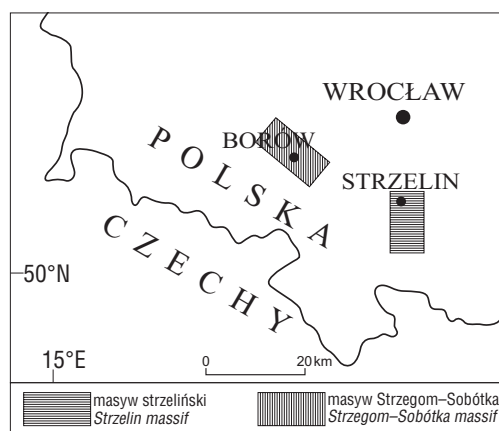 WROCŁAW
BORÓW
STRZELIN
POLSKA
CZECHY
50°N
15°E
0 20 km
masyw strzeliński
Strzelin massif
masyw Strzegom–Sobótka
Strzegom–Sobótka massif